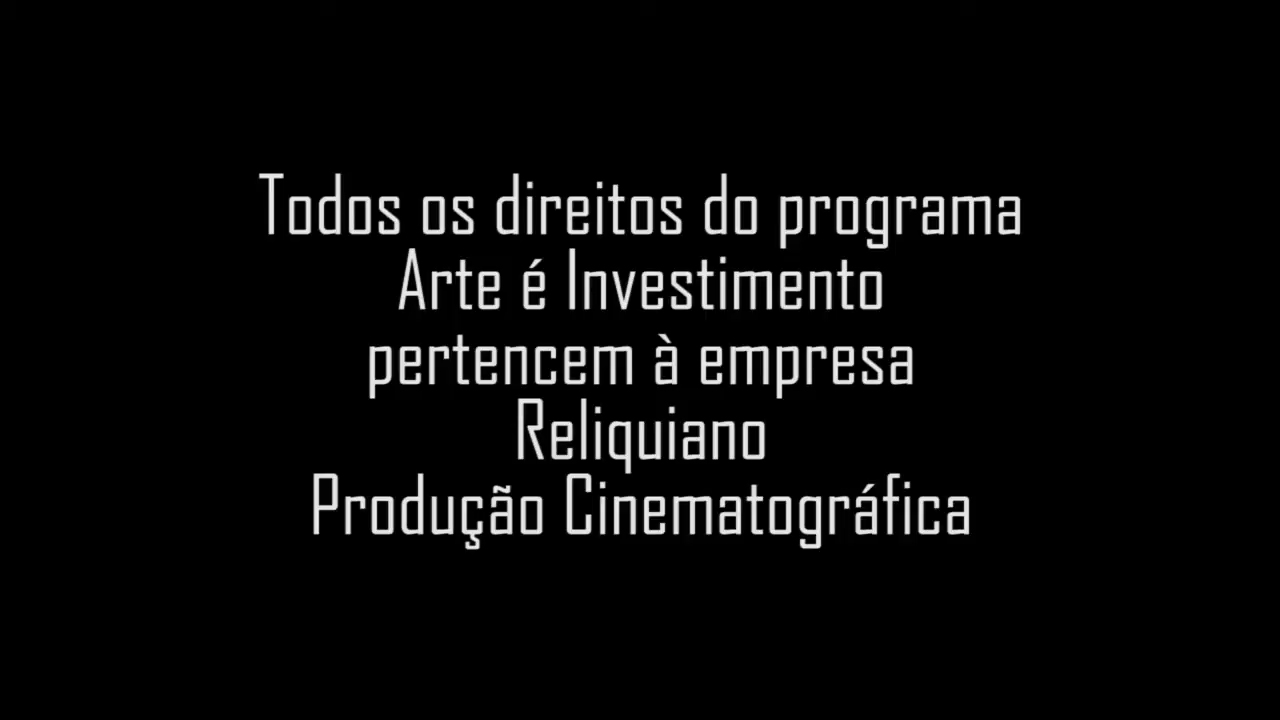 Todos os direitos do programa
Arte é Investimento
pertencem à empresa
Reliquiano
Produção Cinematográfica